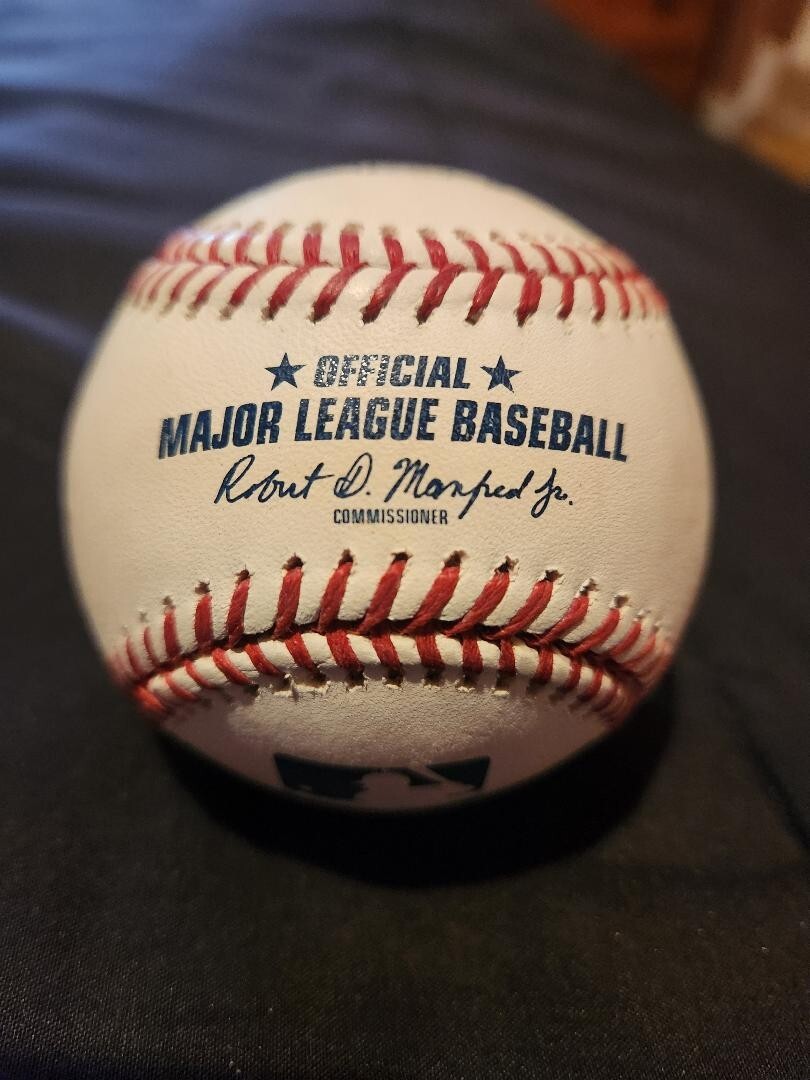 ★ OFFICIAL ★
MAJOR LEAGUE BASEBALL
Robert D. Manfred Jr.
COMMISSIONER